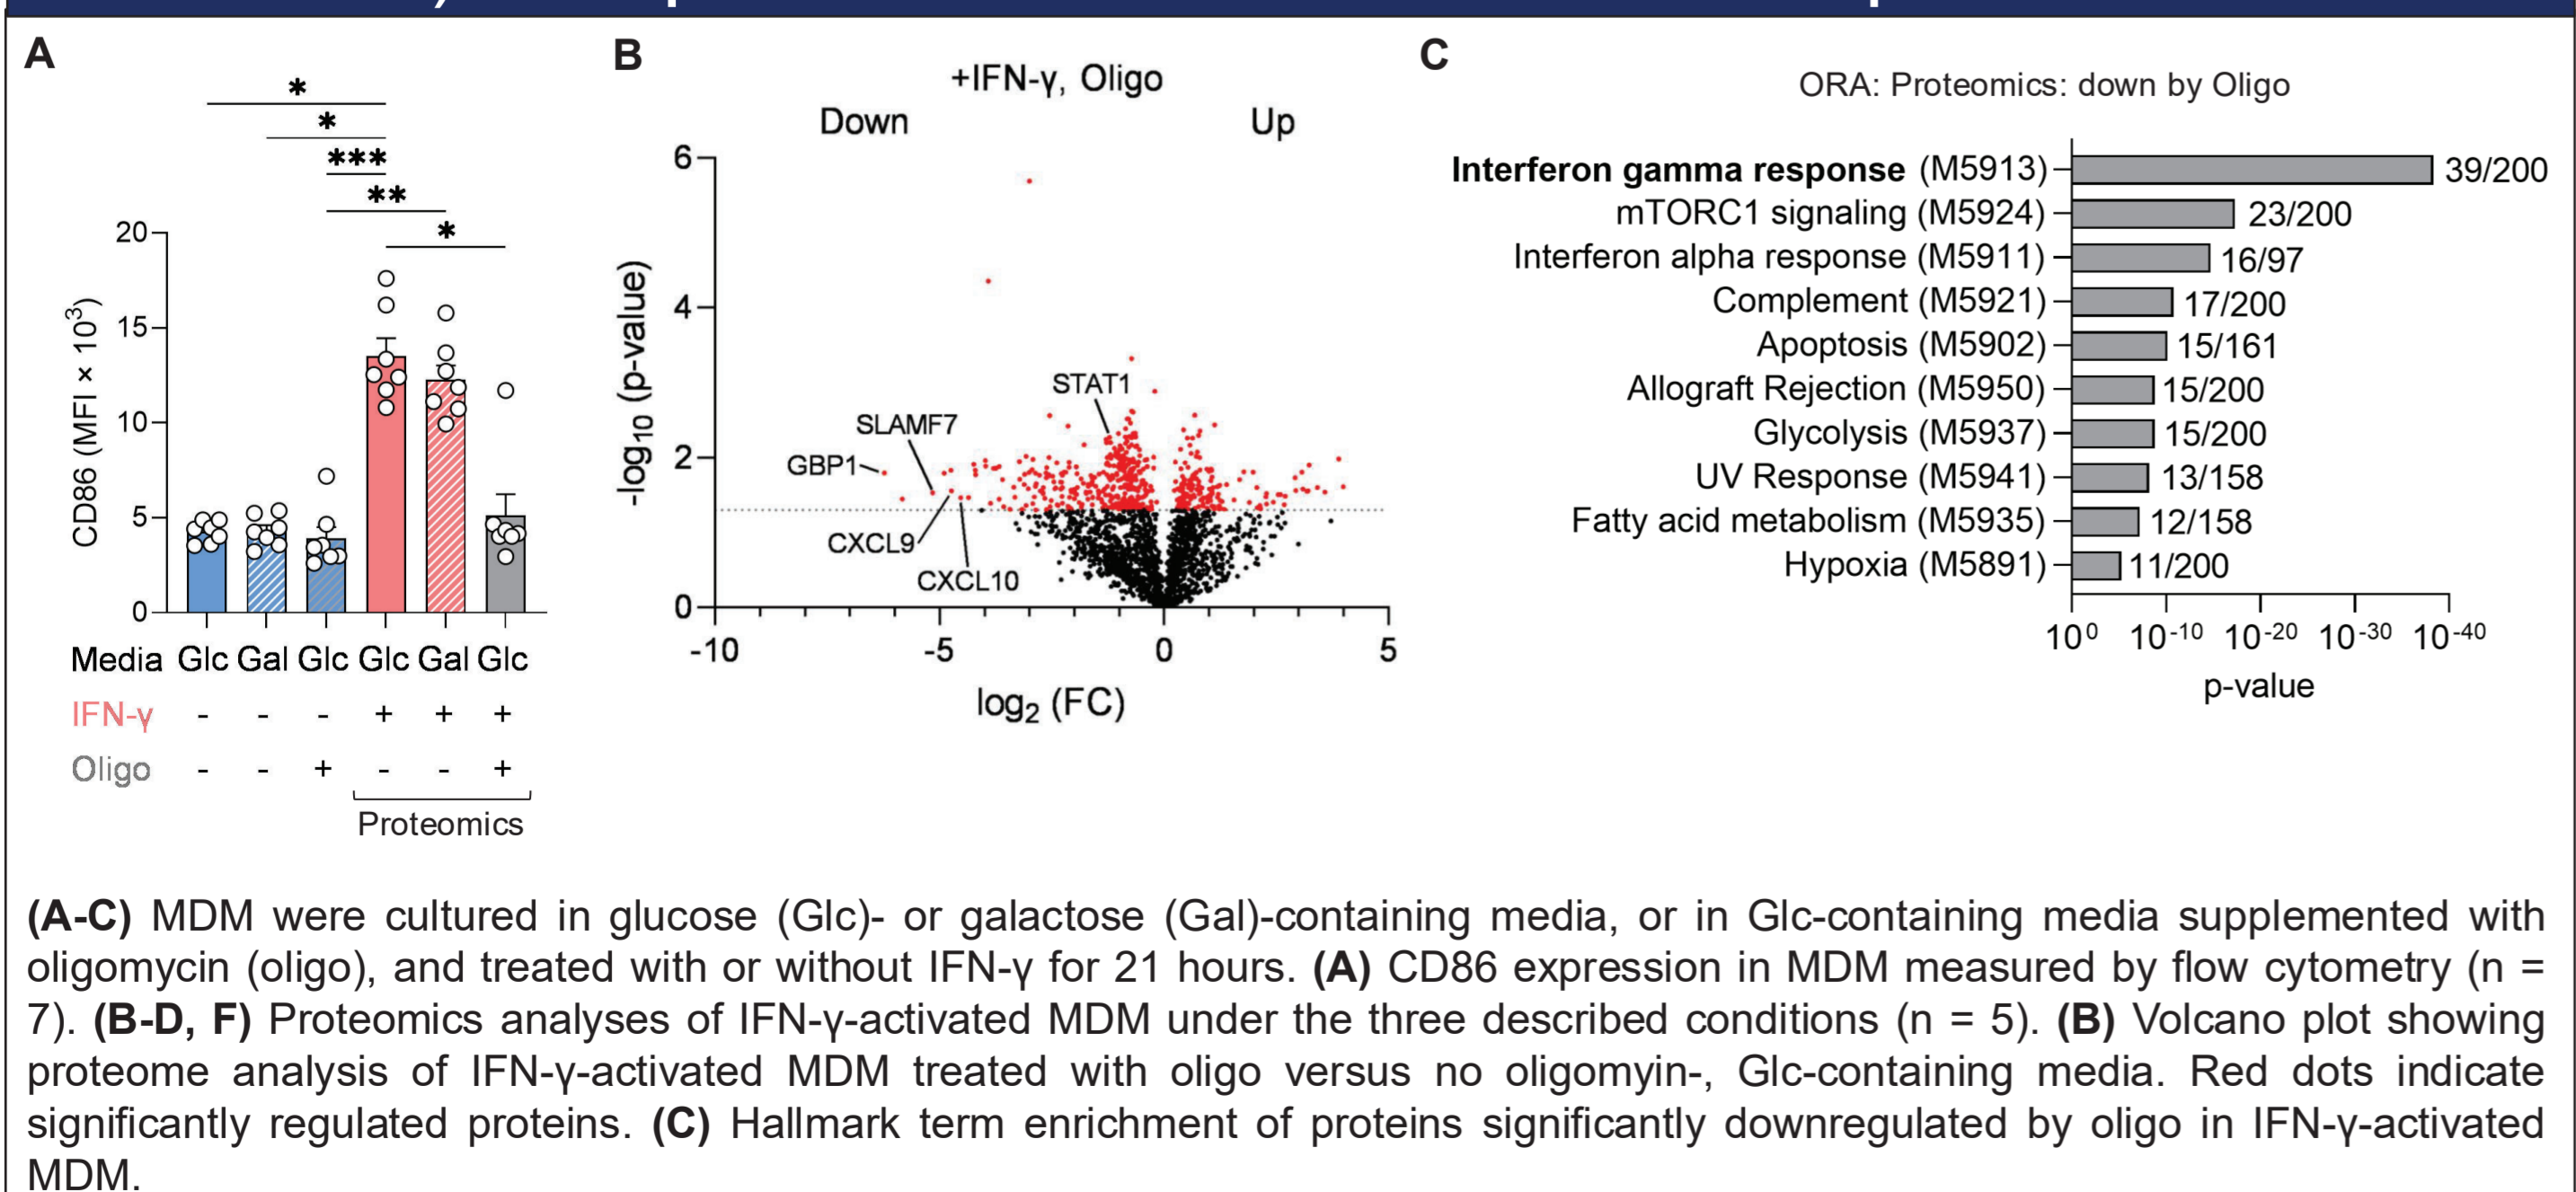 A
B
C
*
*
***
**
*
20
15
10
5
0
CD86 (MFI × 10³)
Media Glc Gal Glc Glc Gal Glc
IFN-γ - - - + + +
Oligo - - + - - +
Proteomics
+IFN-γ, Oligo
Down Up
6
4
2
0
-log₁₀ (p-value)
STAT1
SLAMF7
GBP1
CXCL9
CXCL10
-10 -5 0 5
log₂ (FC)
ORA: Proteomics: down by Oligo
Interferon gamma response (M5913) 39/200
mTORC1 signaling (M5924) 23/200
Interferon alpha response (M5911) 16/97
Complement (M5921) 17/200
Apoptosis (M5902) 15/161
Allograft Rejection (M5950) 15/200
Glycolysis (M5937) 15/200
UV Response (M5941) 13/158
Fatty acid metabolism (M5935) 12/158
Hypoxia (M5891) 11/200
10⁰ 10⁻¹⁰ 10⁻²⁰ 10⁻³⁰ 10⁻⁴⁰
p-value
(A-C) MDM were cultured in glucose (Glc)- or galactose (Gal)-containing media, or in Glc-containing media supplemented with
oligomycin (oligo), and treated with or without IFN-γ for 21 hours. (A) CD86 expression in MDM measured by flow cytometry (n =
7). (B-D, F) Proteomics analyses of IFN-γ-activated MDM under the three described conditions (n = 5). (B) Volcano plot showing
proteome analysis of IFN-γ-activated MDM treated with oligo versus no oligomyin-, Glc-containing media. Red dots indicate
significantly regulated proteins. (C) Hallmark term enrichment of proteins significantly downregulated by oligo in IFN-γ-activated
MDM.